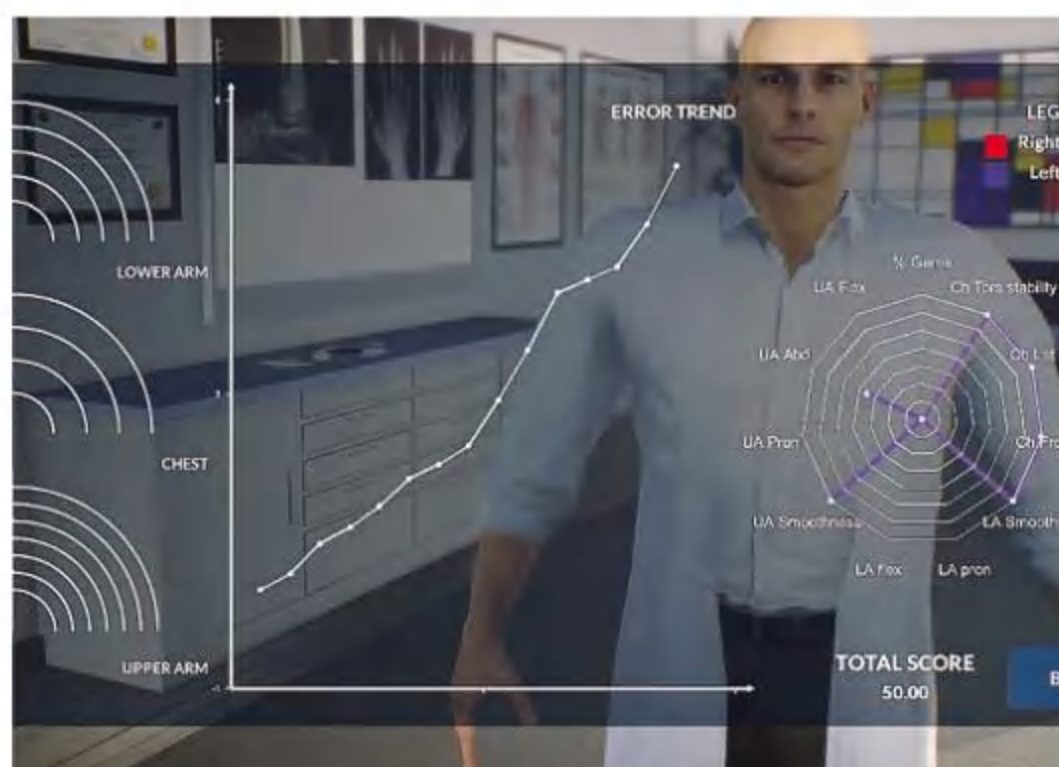 ERROR TREND
LEG
Right
Left
LOWER ARM
CHEST
UPPER ARM
% Game
Ch Tors stability
UA Flex
UA Abd
UA Pron
UA Smoothness
LA flex
LA pron
LA Smooth
Ch Fro
TOTAL SCORE
50.00
B